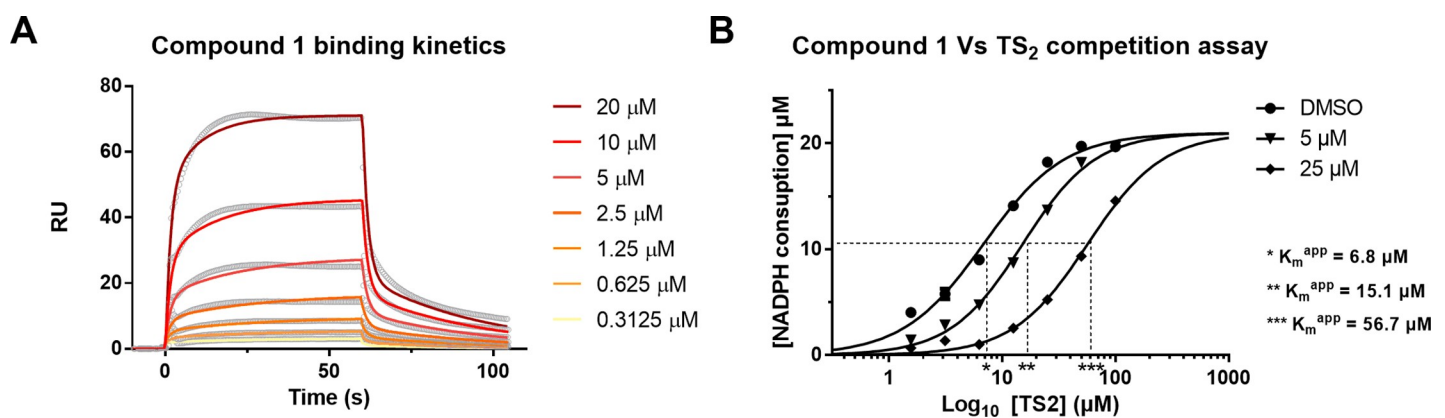 A
Compound 1 binding kinetics
80
60
40
20
0
RU
0
50
100
Time (s)
20 μM
10 μM
5 μM
2.5 μM
1.25 μM
0.625 μM
0.3125 μM
B
Compound 1 Vs TS₂ competition assay
[NADPH consuption] μM
20
10
0
1
10
100
1000
*
**
***
Log₁₀ [TS2] (μM)
DMSO
5 μM
25 μM
* Kₘᵃᵖᵖ = 6.8 μM
** Kₘᵃᵖᵖ = 15.1 μM
*** Kₘᵃᵖᵖ = 56.7 μM